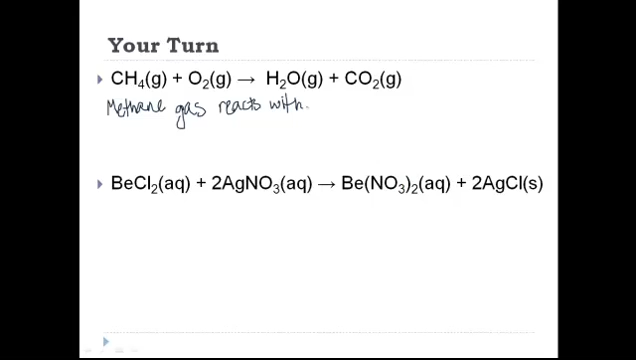 Your Turn
CH₄(g) + O₂(g) → H₂O(g) + CO₂(g)
Methane gas reacts with
BeCl₂(aq) + 2AgNO₃(aq) → Be(NO₃)₂(aq) + 2AgCl(s)